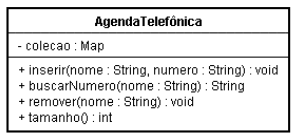 AgendaTelefônica
- colecao : Map
+ inserir(nome : String, numero : String) : void
+ buscarNumero(nome : String) : String
+ remover(nome : String) : void
+ tamanho() : int